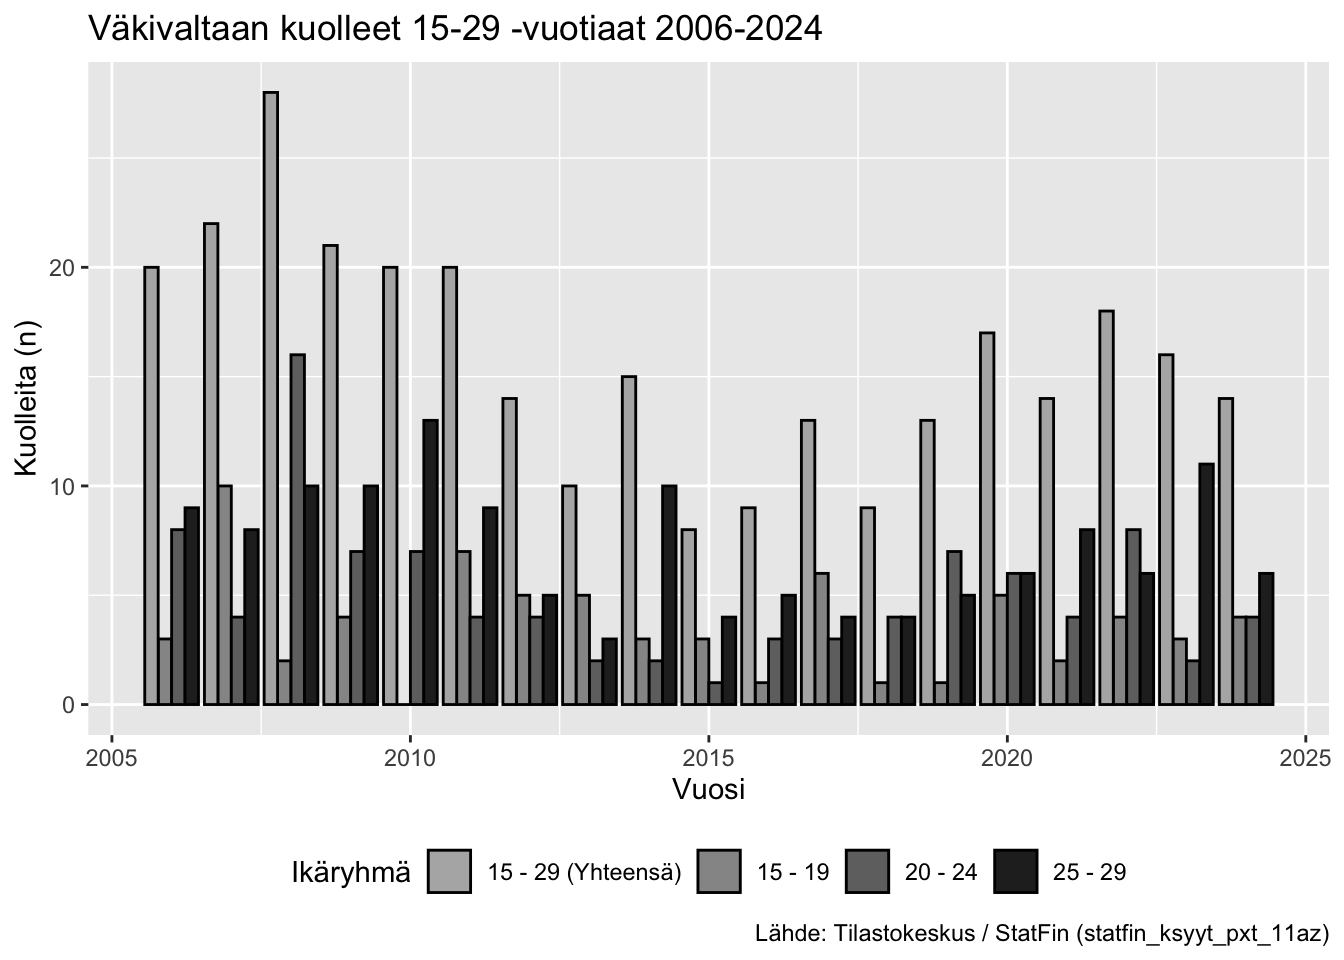 Väkivaltaan kuolleet 15-29 -vuotiaat 2006-2024
Kuolleita (n)
20
10
0
2005 2010 2015 2020 2025
Vuosi
Ikäryhmä 15 - 29 (Yhteensä) 15 - 19 20 - 24 25 - 29
Lähde: Tilastokeskus / StatFin (statfin_ksyyt_pxt_11az)